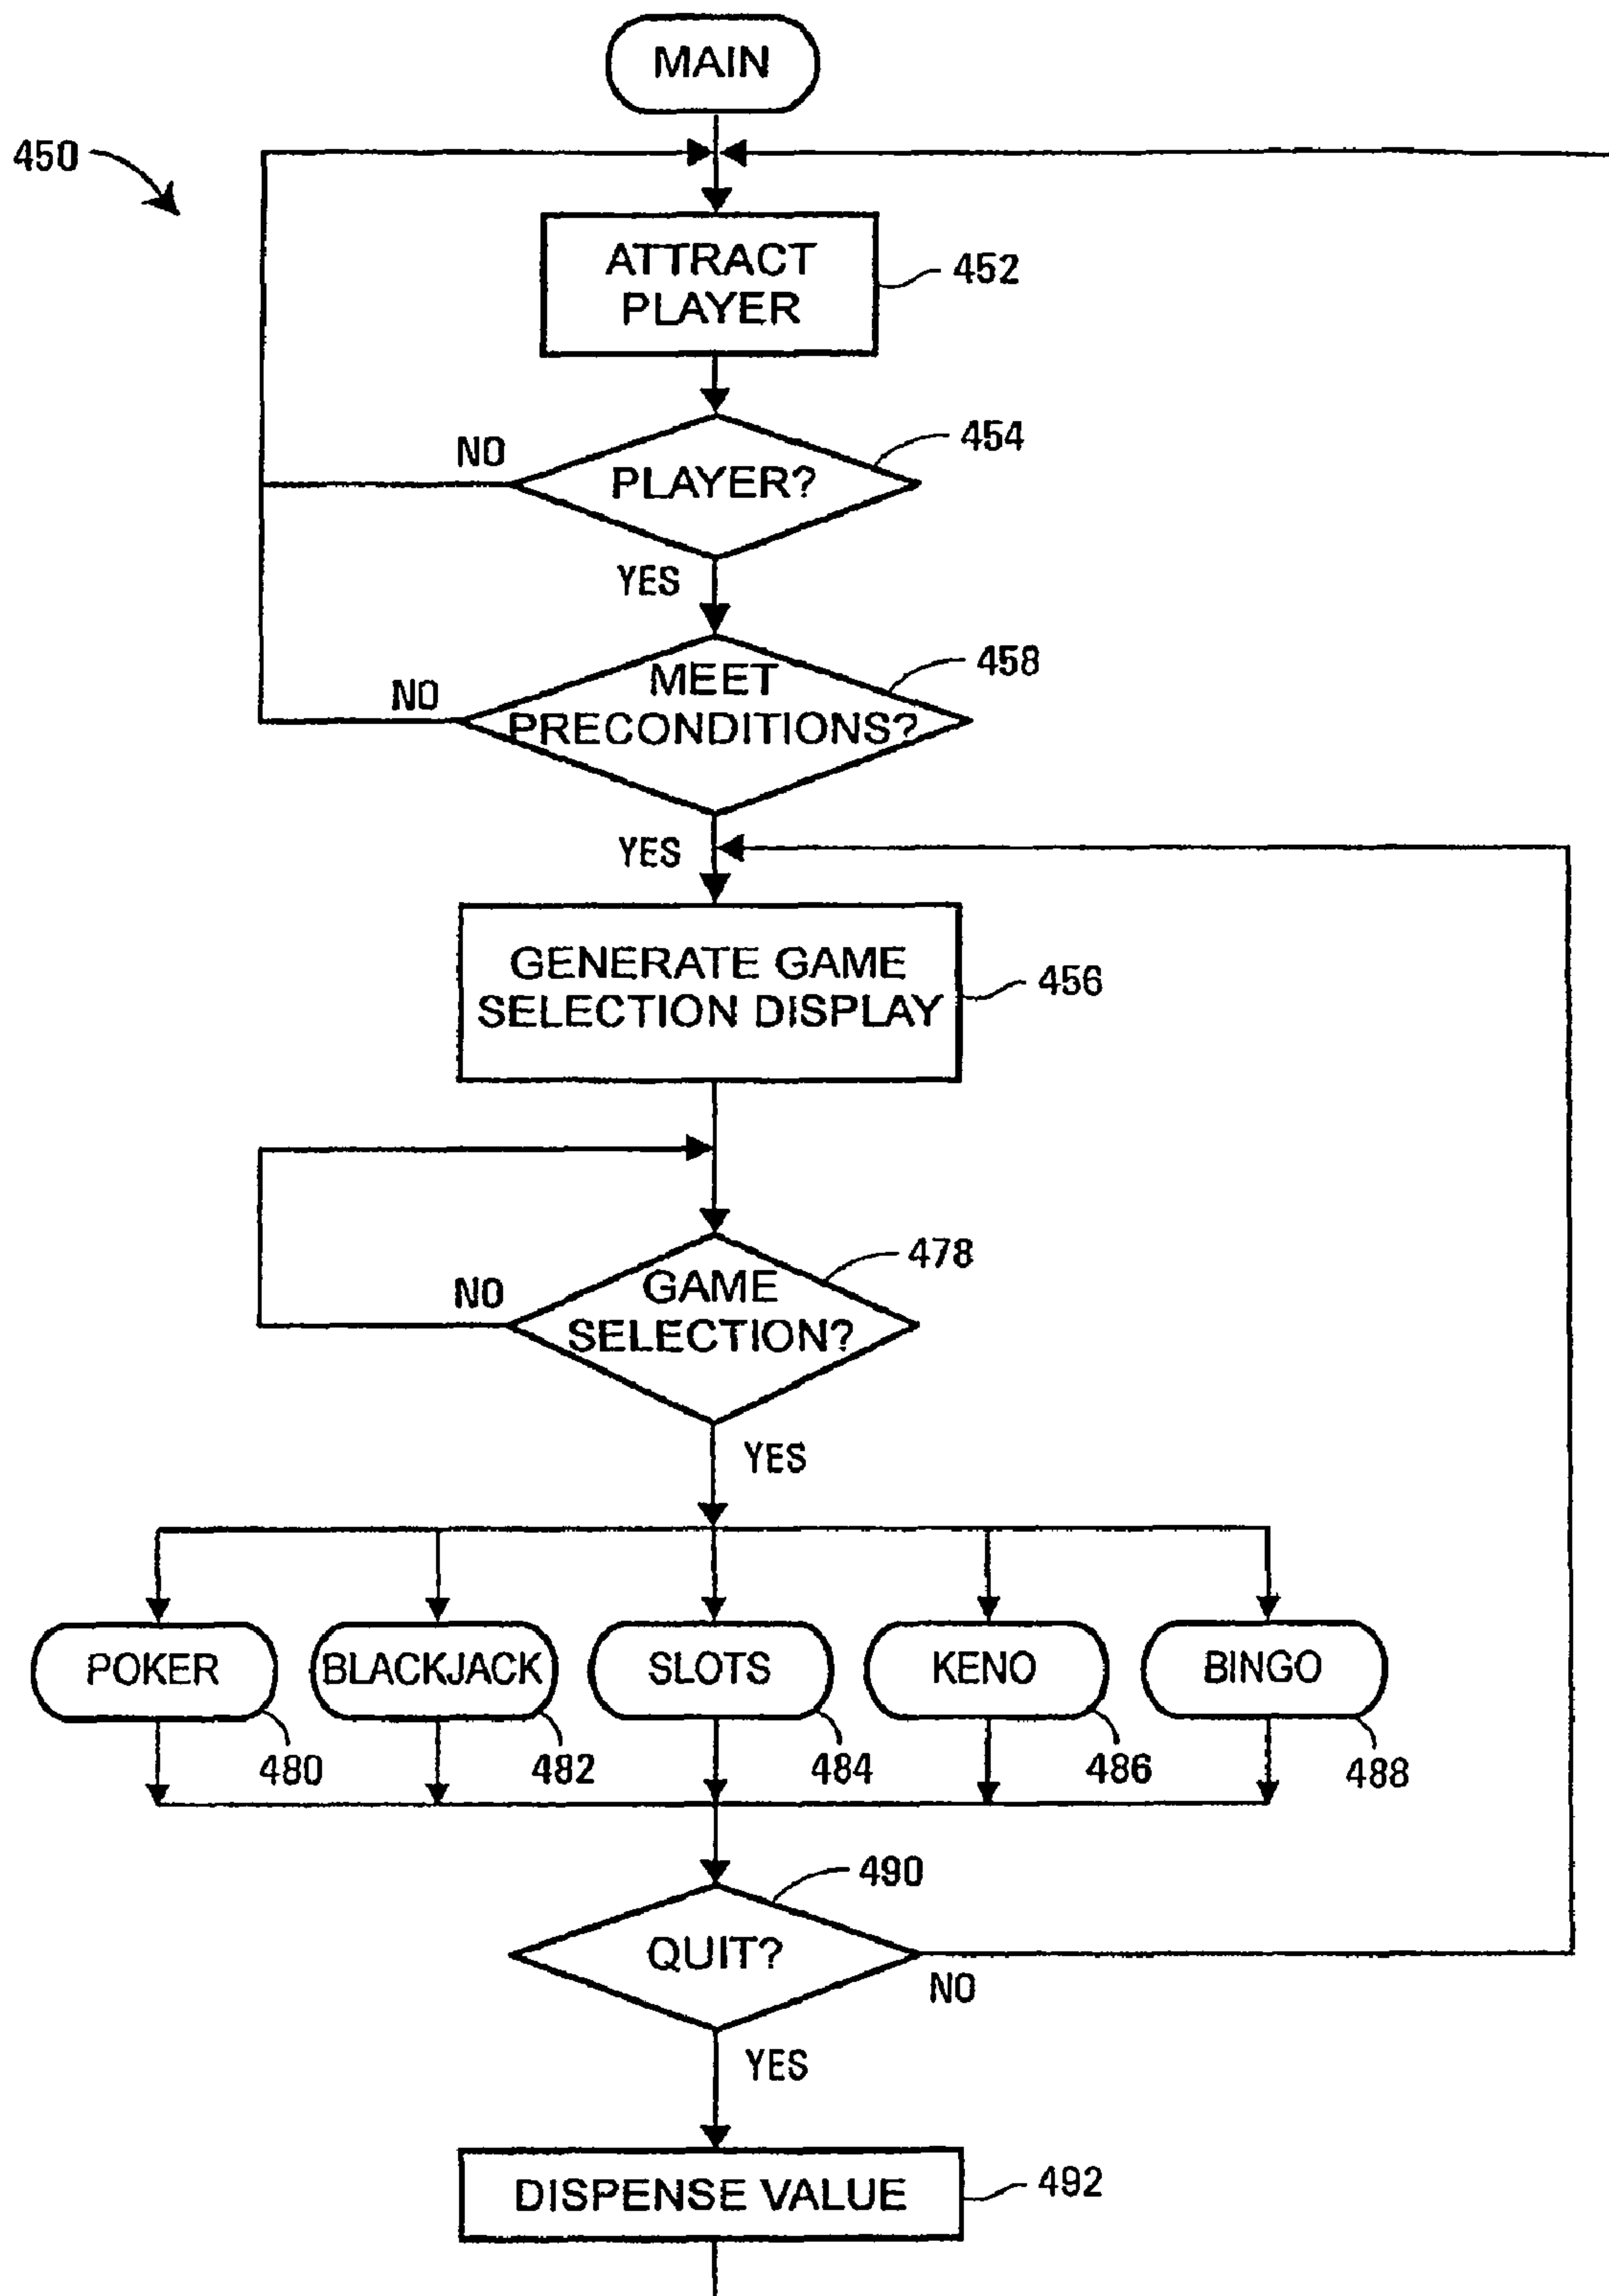 MAIN
450
ATTRACT
PLAYER
452
NO
454
PLAYER?
YES
458
MEET
PRECONDITIONS?
NO
YES
GENERATE GAME
SELECTION DISPLAY
456
478
GAME
SELECTION?
NO
YES
POKER
BLACKJACK
SLOTS
KENO
BINGO
480
482
484
486
488
490
QUIT?
NO
YES
DISPENSE VALUE
492